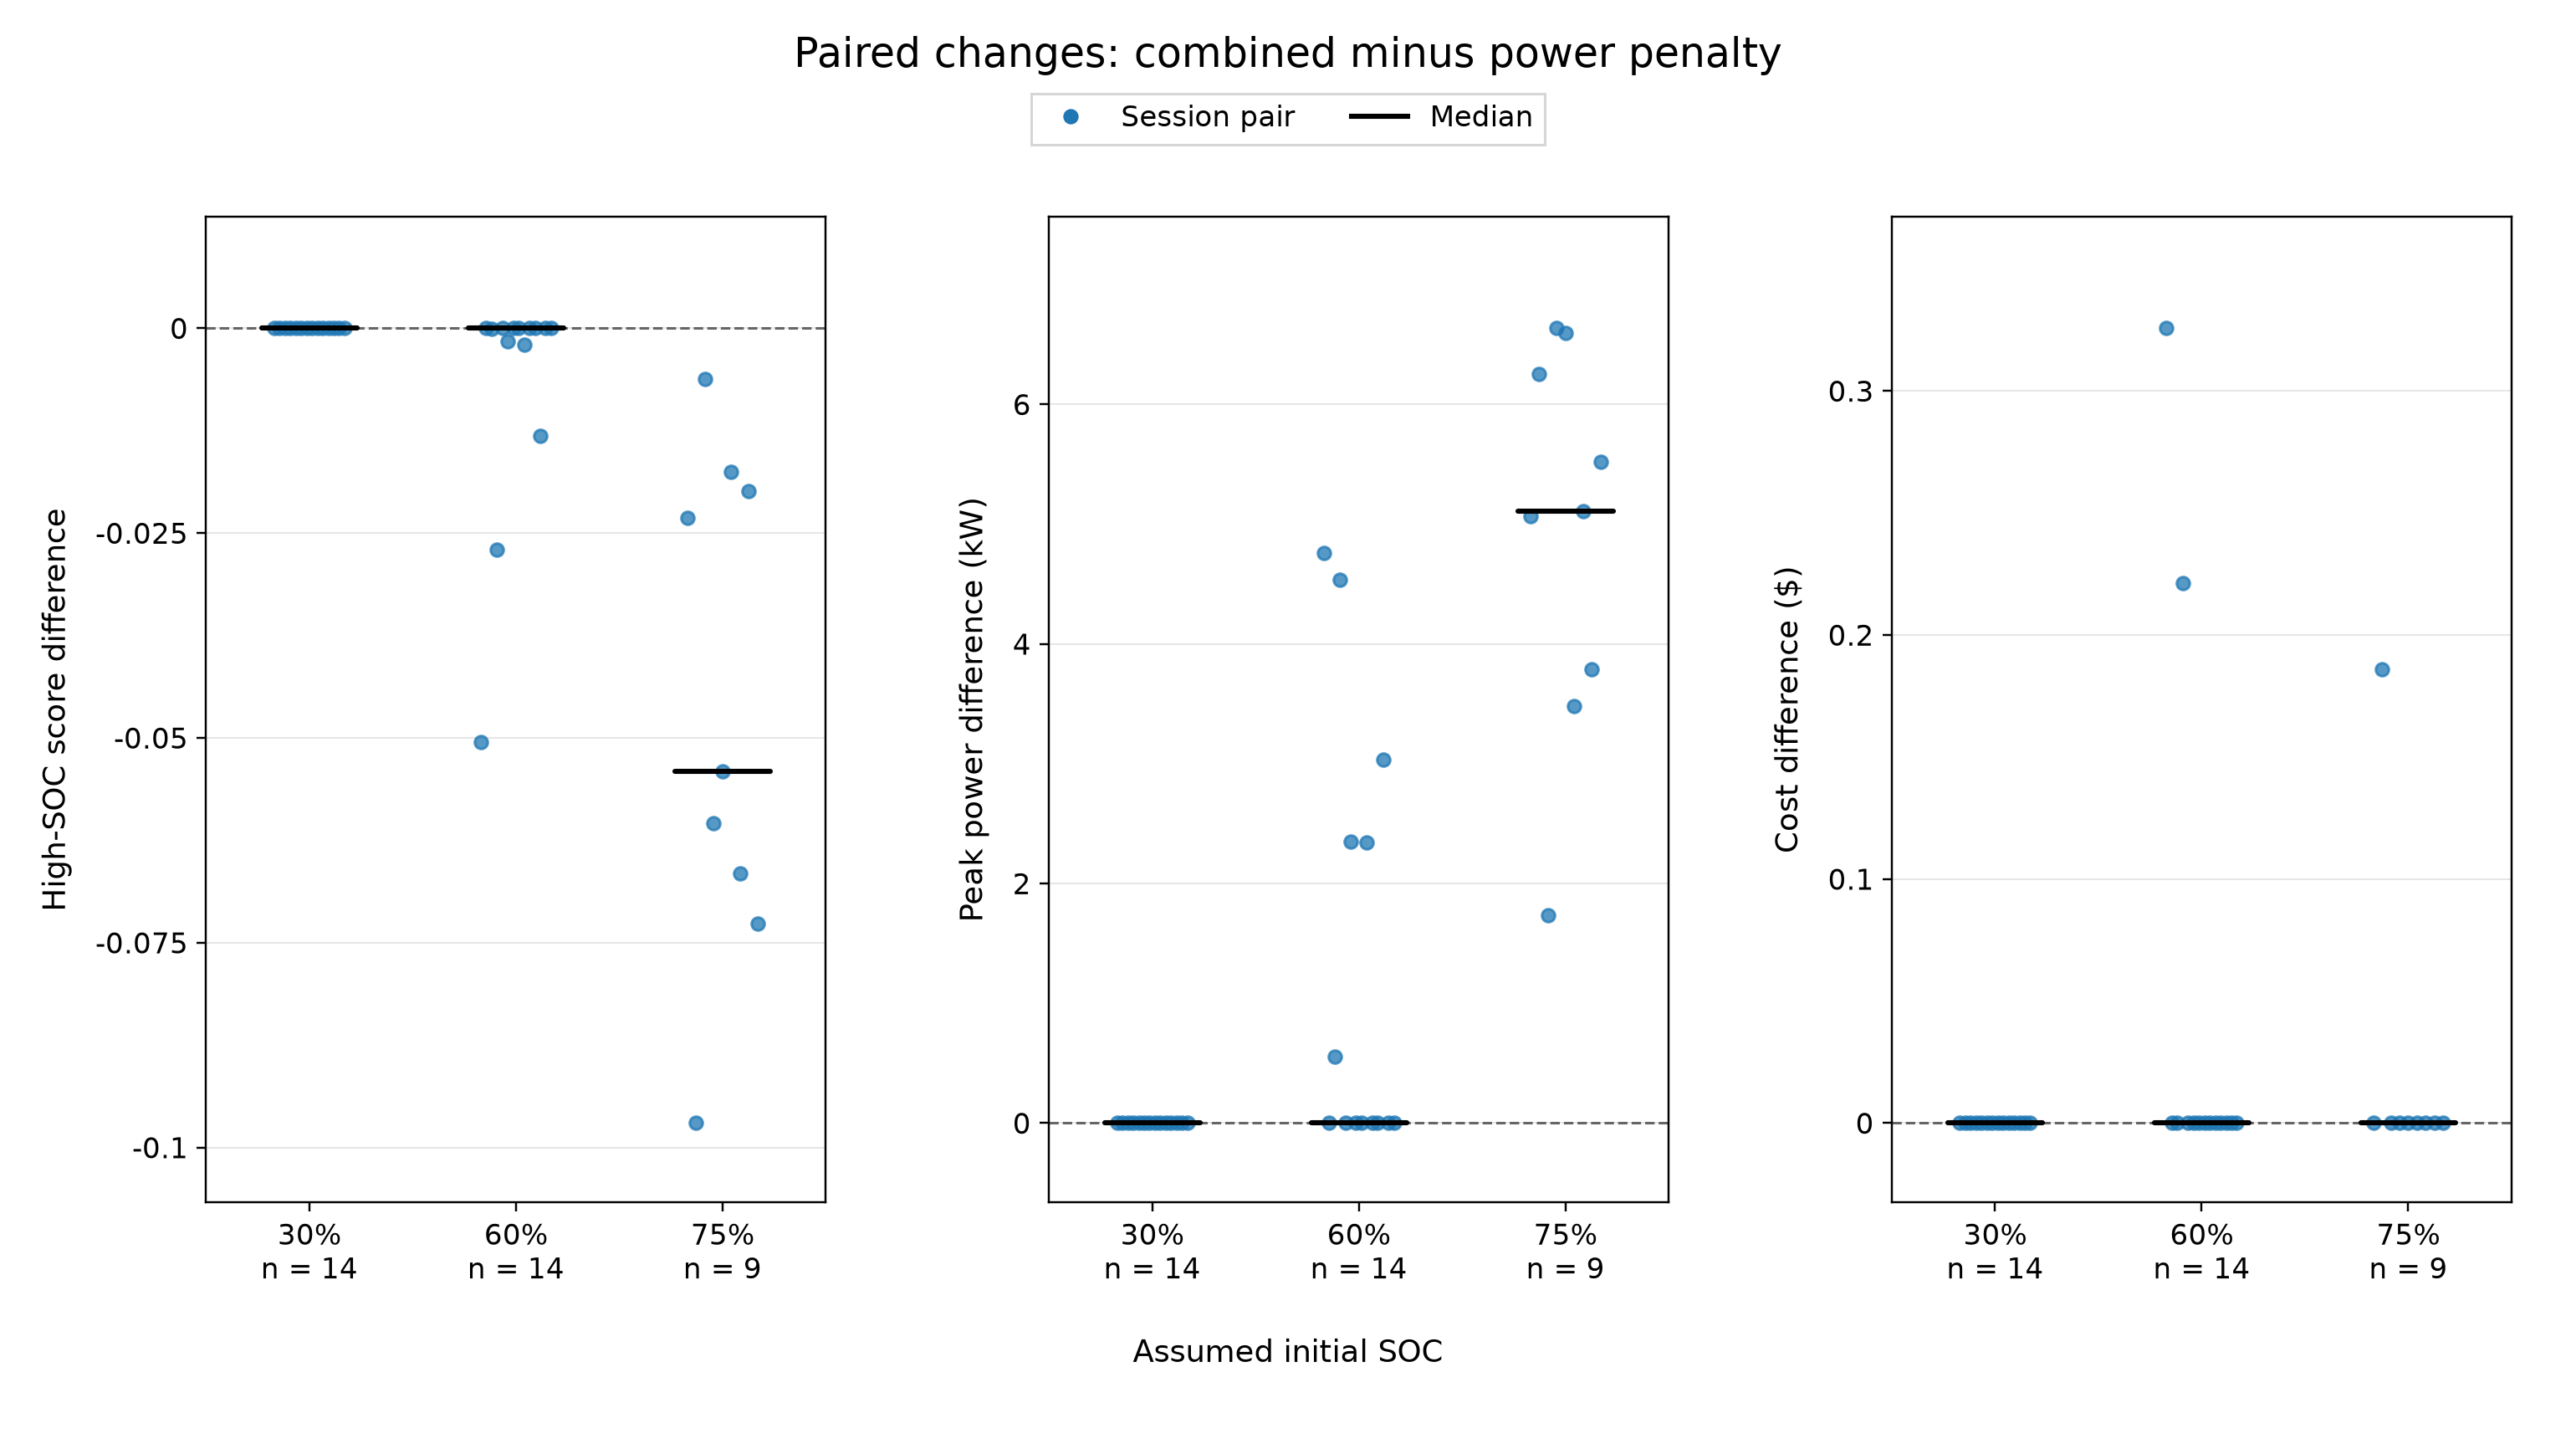 Paired changes: combined minus power penalty
Session pair
Median
High-SOC score difference
0
-0.025
-0.05
-0.075
-0.1
30%
n = 14
60%
n = 14
75%
n = 9
Peak power difference (kW)
6
4
2
0
30%
n = 14
60%
n = 14
75%
n = 9
Cost difference ($)
0.3
0.2
0.1
0
30%
n = 14
60%
n = 14
75%
n = 9
Assumed initial SOC